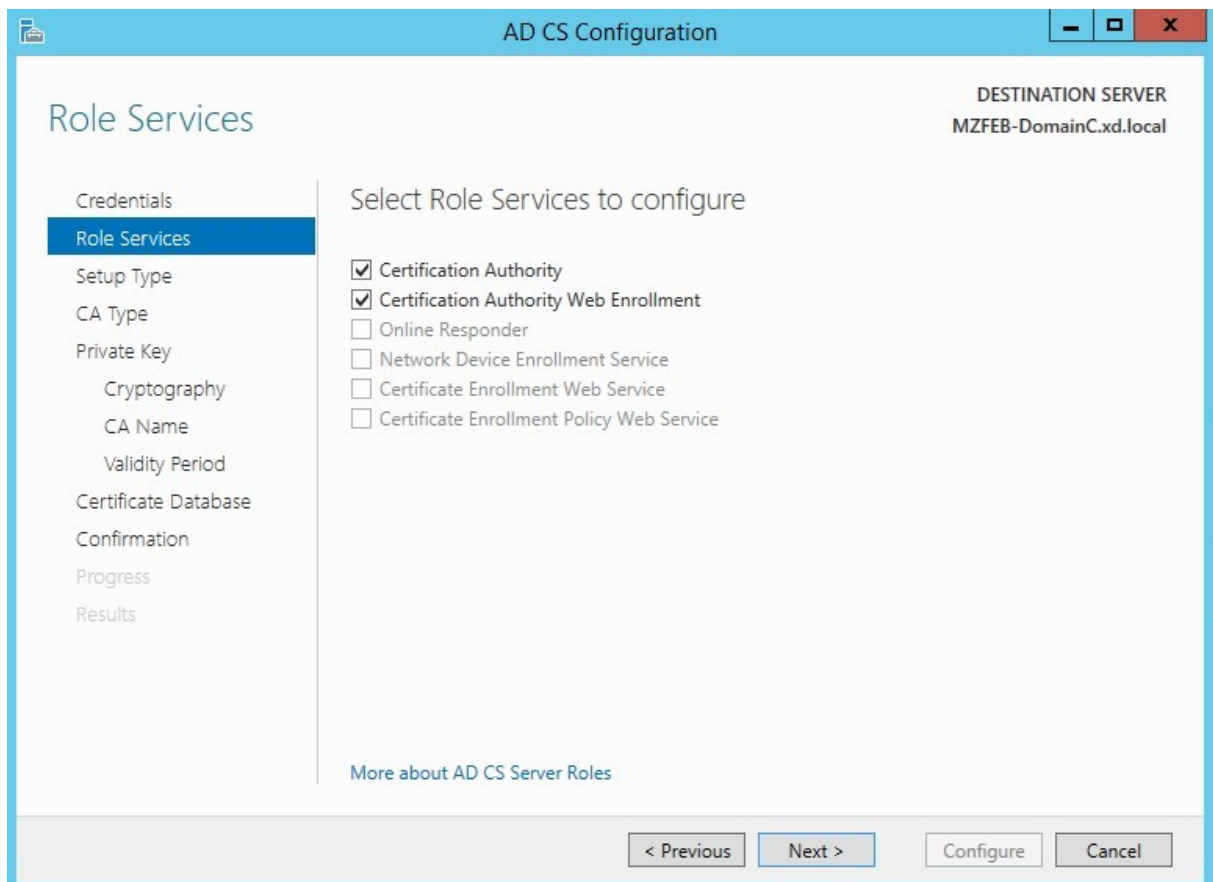 AD CS Configuration
DESTINATION SERVER
MZFEB-DomainC.xd.local
Role Services
Credentials
Role Services
Setup Type
CA Type
Private Key
Cryptography
CA Name
Validity Period
Certificate Database
Confirmation
Progress
Results
Select Role Services to configure
Certification Authority
Certification Authority Web Enrollment
Online Responder
Network Device Enrollment Service
Certificate Enrollment Web Service
Certificate Enrollment Policy Web Service
More about AD CS Server Roles
< Previous
Next >
Configure
Cancel